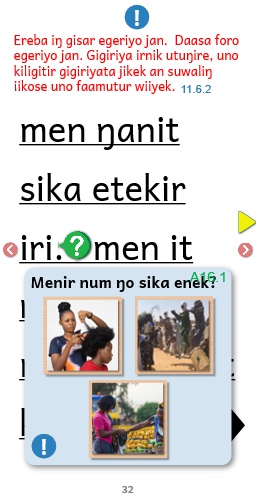 Ereba iŋ gisar egeriyo jan. Daasa foro
egeriyo jan. Gigiriya irnik utuŋire, uno
kiligitir gigiriyata jikek an suwaliŋ
iikose uno faamutur wiiyek. 11.6.2
men ŋanit
sika etekir
iri. ? men it
A16.1
Menir num ŋo sika enek?
32